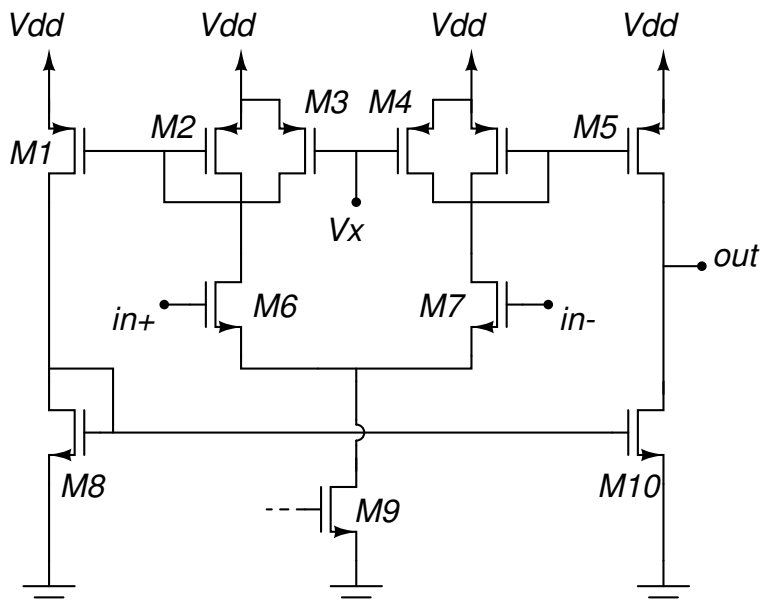 Vdd Vdd Vdd Vdd
M1 M2 M3 M4 M5
Vx
out
in+ M6 M7 in-
M8 M9 M10